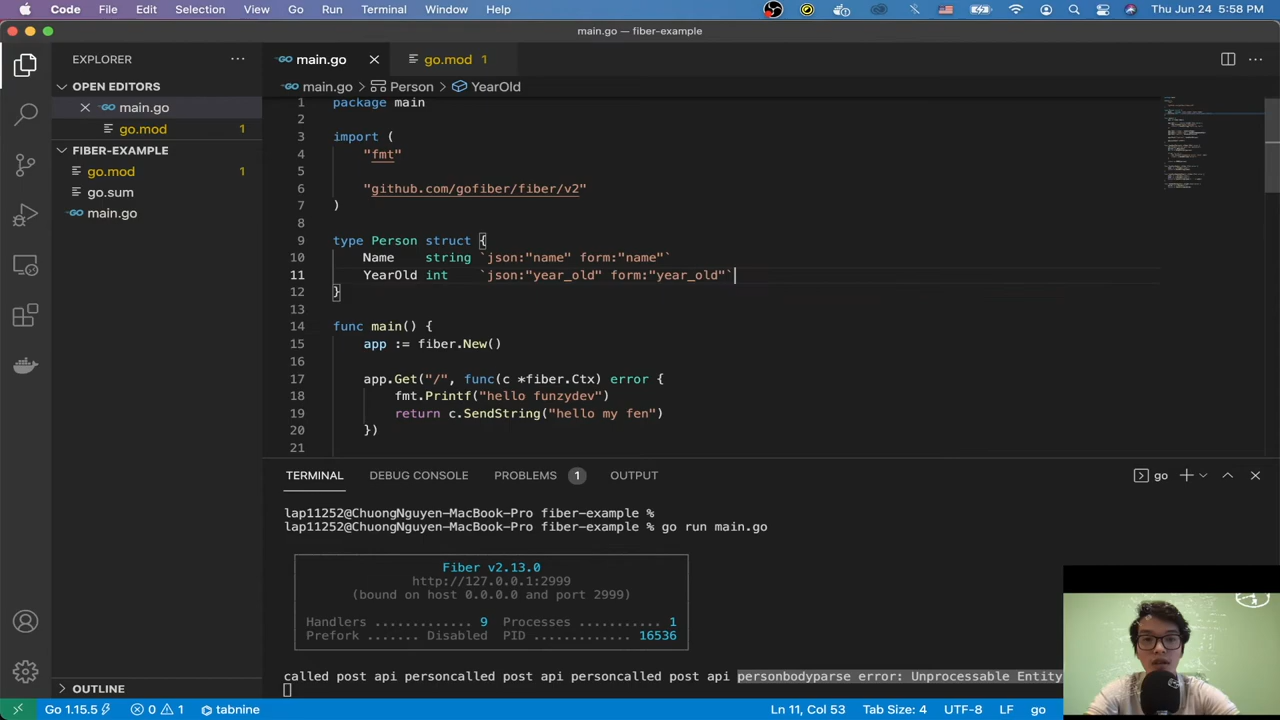 Code File Edit Selection View Go Run Terminal Window Help Thu Jun 24 5:58 PM
main.go — fiber-example
EXPLORER
OPEN EDITORS
main.go
go.mod 1
FIBER-EXAMPLE
go.mod 1
go.sum
main.go
OUTLINE
main.go go.mod 1
main.go > Person > YearOld
1 package main
2
3 import (
4 "fmt"
5
6 "github.com/gofiber/fiber/v2"
7 )
8
9 type Person struct {
10 Name string `json:"name" form:"name"`
11 YearOld int `json:"year_old" form:"year_old"`
12 }
13
14 func main() {
15 app := fiber.New()
16
17 app.Get("/", func(c *fiber.Ctx) error {
18 fmt.Printf("hello funzydev")
19 return c.SendString("hello my fen")
20 })
21
TERMINAL DEBUG CONSOLE PROBLEMS 1 OUTPUT go
lap11252@ChuongNguyen-MacBook-Pro fiber-example %
lap11252@ChuongNguyen-MacBook-Pro fiber-example % go run main.go
Fiber v2.13.0
http://127.0.0.1:2999
(bound on host 0.0.0.0 and port 2999)
Handlers ............. 9 Processes ........... 1
Prefork ....... Disabled PID ............. 16536
called post api personcalled post api personcalled post api personbodyparse error: Unprocessable Entity
Go 1.15.5 0 1 tabnine Ln 11, Col 53 Tab Size: 4 UTF-8 LF go